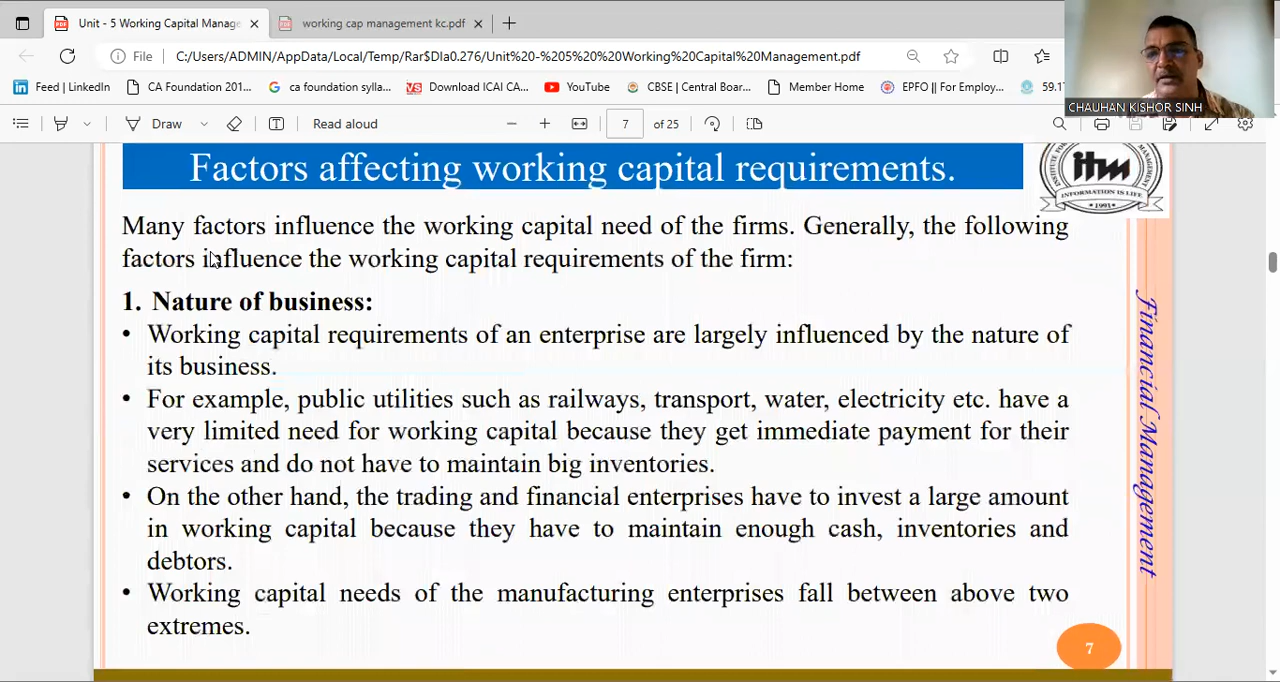 Unit - 5 Working Capital Manage
working cap management kc.pdf
File
C:/Users/ADMIN/AppData/Local/Temp/Rar$DIa0.276/Unit%20-%205%20%20Working%20Capital%20Management.pdf
Feed | LinkedIn
CA Foundation 201...
ca foundation sylla...
Download ICAI CA...
YouTube
CBSE | Central Boar...
Member Home
EPFO || For Employ...
59.1
CHAUHAN KISHOR SINH
Draw
Read aloud
7
of 25
Factors affecting working capital requirements.
itm
INFORMATION IS LIFE
1991
Many factors influence the working capital need of the firms. Generally, the following
factors influence the working capital requirements of the firm:
1. Nature of business:
• Working capital requirements of an enterprise are largely influenced by the nature of
its business.
• For example, public utilities such as railways, transport, water, electricity etc. have a
very limited need for working capital because they get immediate payment for their
services and do not have to maintain big inventories.
• On the other hand, the trading and financial enterprises have to invest a large amount
in working capital because they have to maintain enough cash, inventories and
debtors.
• Working capital needs of the manufacturing enterprises fall between above two
extremes.
Financial Management
7